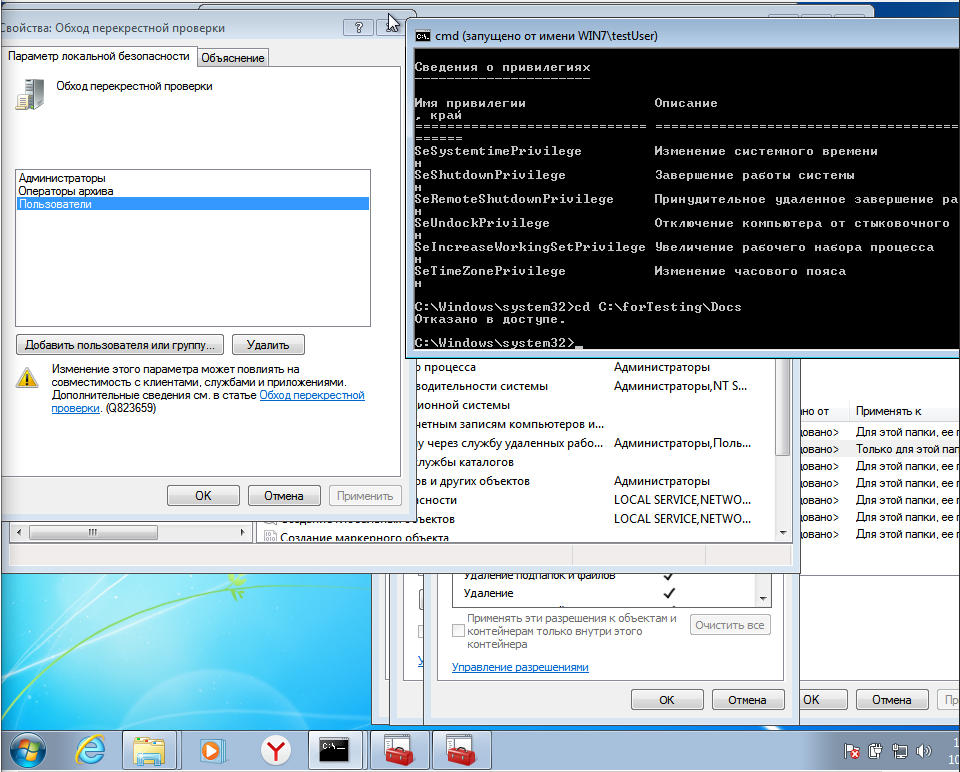 Свойства: Обход перекрестной проверки
Параметр локальной безопасности
Объяснение
Обход перекрестной проверки
Администраторы
Операторы архива
Пользователи
Добавить пользователя или группу...
Удалить
Изменение этого параметра может повлиять на
совместимость с клиентами, службами и приложениями.
Дополнительные сведения см. в статье Обход перекрестной
проверки. (Q823659)
OK
Отмена
Применить
cmd (запущено от имени WIN7\testUser)
Сведения о привилегиях
----------------------
Имя привилегии Описание
, край
============================= ======================================
======
SeSystemtimePrivilege Изменение системного времени
н
SeShutdownPrivilege Завершение работы системы
н
SeRemoteShutdownPrivilege Принудительное удаленное завершение ра
н
SeUndockPrivilege Отключение компьютера от стыковочного
н
SeIncreaseWorkingSetPrivilege Увеличение рабочего набора процесса
н
SeTimeZonePrivilege Изменение часового пояса
н
C:\Windows\system32>cd C:\forTesting\Docs
Отказано в доступе.
C:\Windows\system32>_
о процесса Администраторы
водительности системы Администраторы,NT S...
ионной системы
четным записям компьютеров и...
у через службу удаленных рабо... Администраторы,Поль...
службы каталогов
ов и других объектов Администраторы
асности LOCAL SERVICE,NETWO...
объектов LOCAL SERVICE,NETWO...
Создание маркерного объекта
но от Применять к
довано> Для этой папки, ее п
довано> Только для этой пап
довано> Для этой папки, ее п
довано> Для этой папки, ее п
довано> Для этой папки, ее п
довано> Для этой папки, ее п
довано> Для этой папки, ее п
Удаление подпапок и файлов
Удаление
Применять эти разрешения к объектам и
контейнерам только внутри этого
контейнера
Очистить все
Управление разрешениями
OK
Отмена
OK
Отмена
Пр
1
10